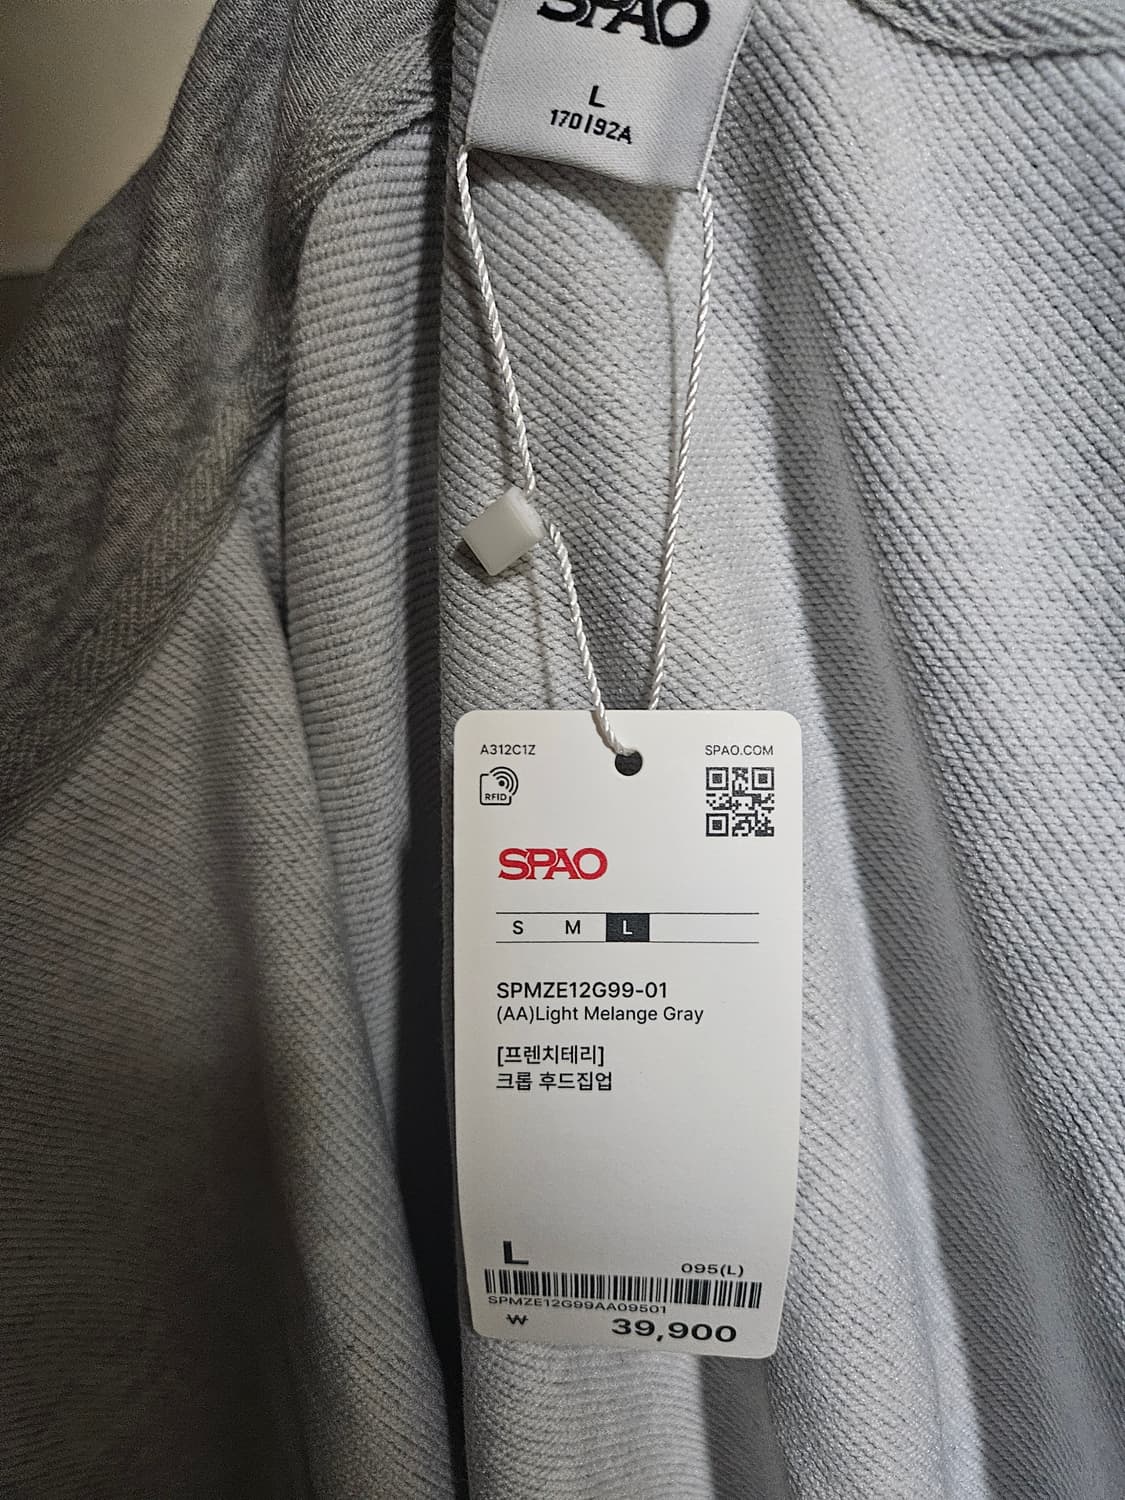 SPAO
L
170/92A
A312C1Z
SPAO.COM
RFID
SPAO
S M L
SPMZE12G99-01
(AA)Light Melange Gray
[프렌치테리]
크롭 후드집업
L
095(L)
SPMZE12G99AA09501
₩ 39,900